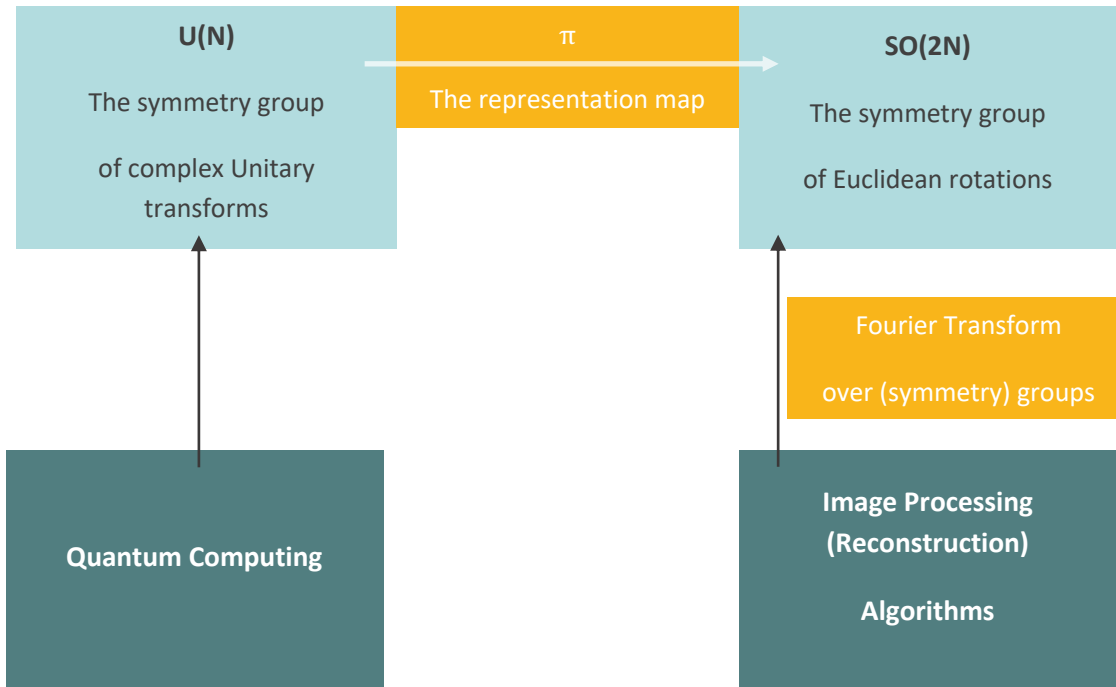 U(N)
The symmetry group
of complex Unitary
transforms
π
The representation map
SO(2N)
The symmetry group
of Euclidean rotations
Fourier Transform
over (symmetry) groups
Quantum Computing
Image Processing
(Reconstruction)
Algorithms